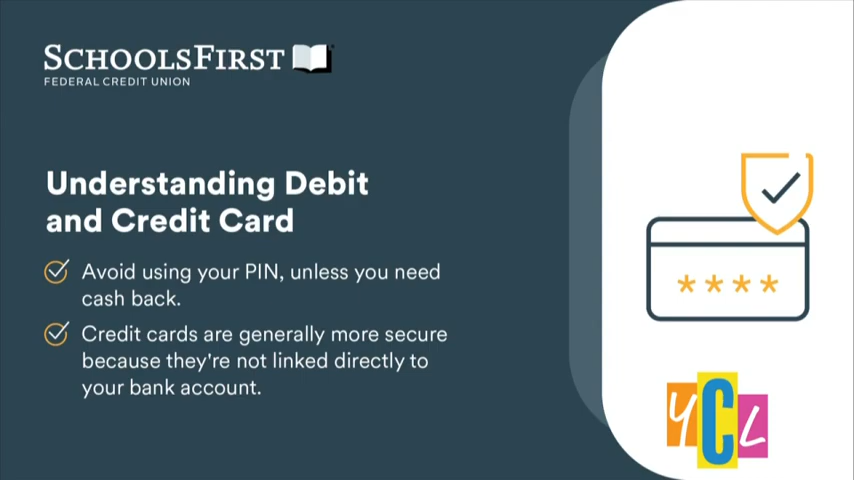 SCHOOLSFIRST
FEDERAL CREDIT UNION
Understanding Debit
and Credit Card
Avoid using your PIN, unless you need
cash back.
Credit cards are generally more secure
because they're not linked directly to
your bank account.
****
YCL